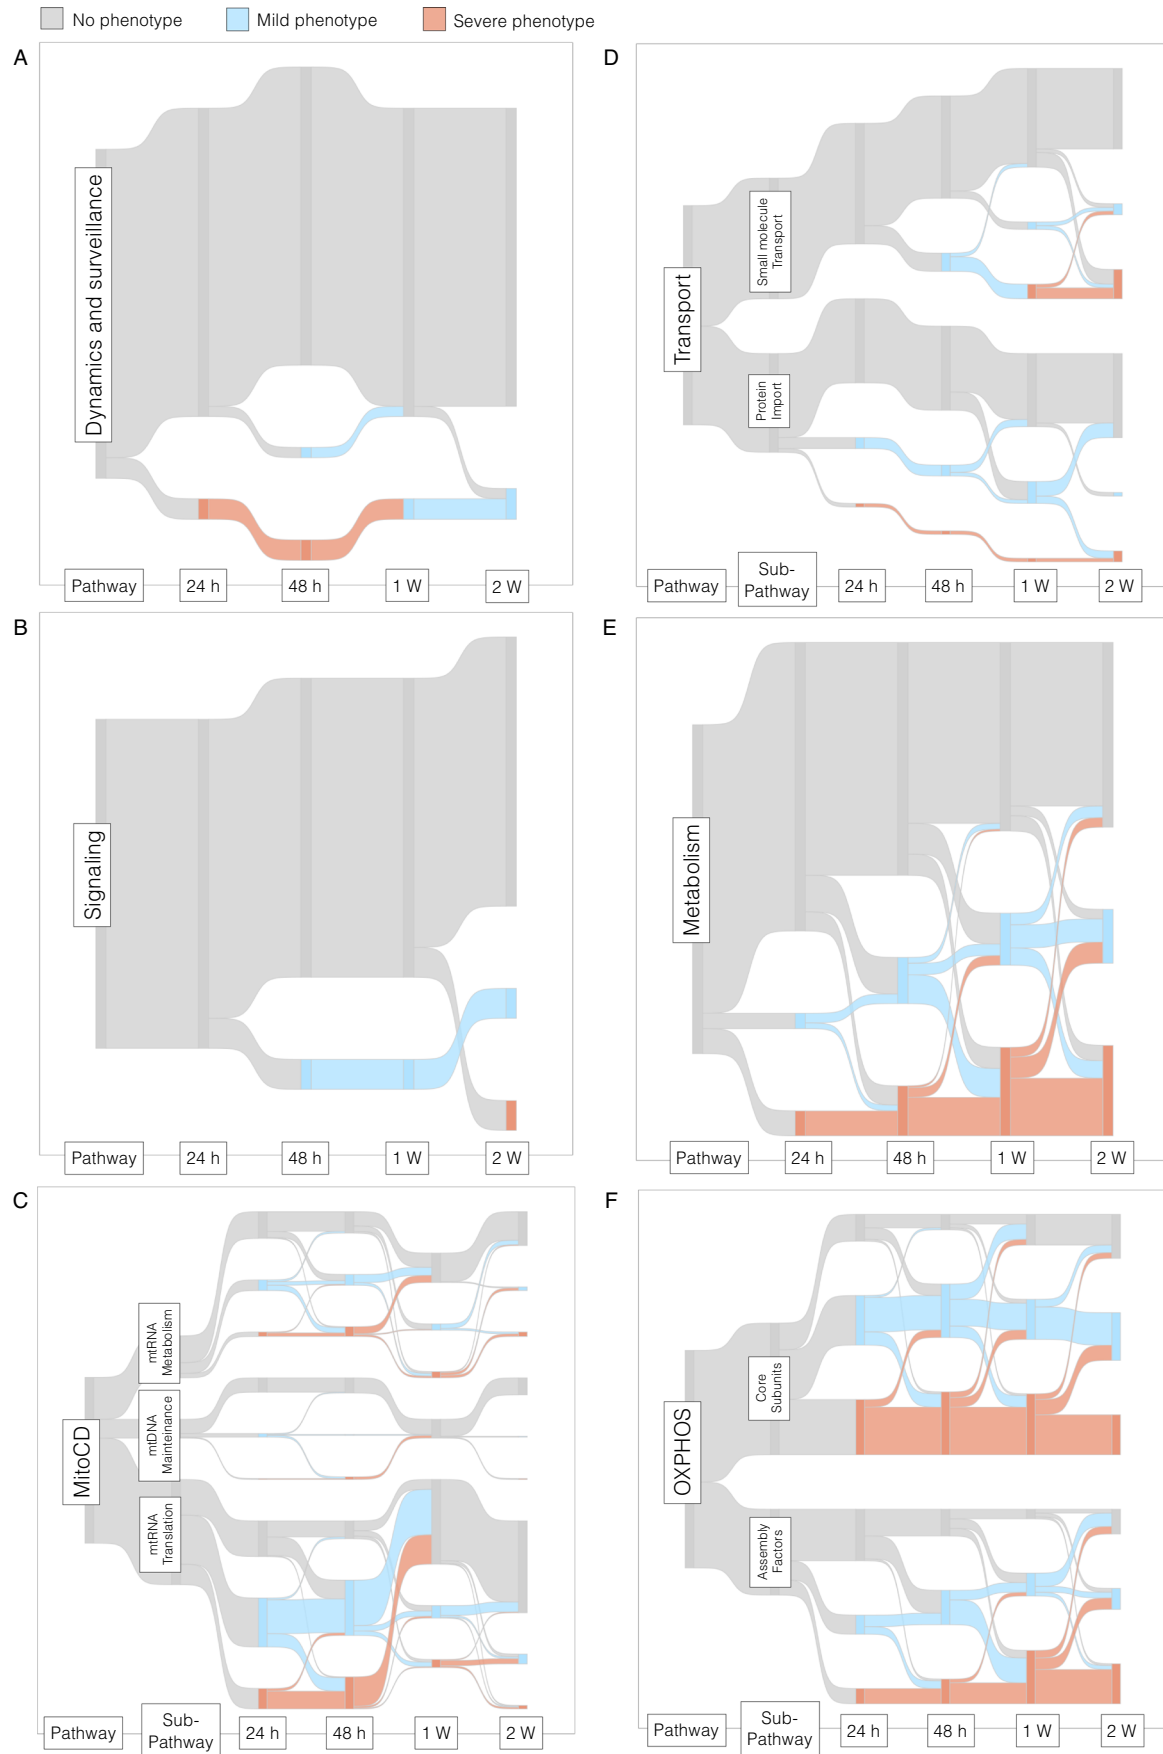 No phenotype
Mild phenotype
Severe phenotype
A
Dynamics and surveillance
Pathway
24 h
48 h
1 W
2 W
B
Signaling
Pathway
24 h
48 h
1 W
2 W
C
MitoCD
mtRNA
Metabolism
mtDNA
Mainteinance
mtRNA
Translation
Pathway
Sub-
Pathway
24 h
48 h
1 W
2 W
D
Transport
Small molecule
Transport
Protein
Import
Pathway
Sub-
Pathway
24 h
48 h
1 W
2 W
E
Metabolism
Pathway
24 h
48 h
1 W
2 W
F
OXPHOS
Core
Subunits
Assembly
Factors
Pathway
Sub-
Pathway
24 h
48 h
1 W
2 W